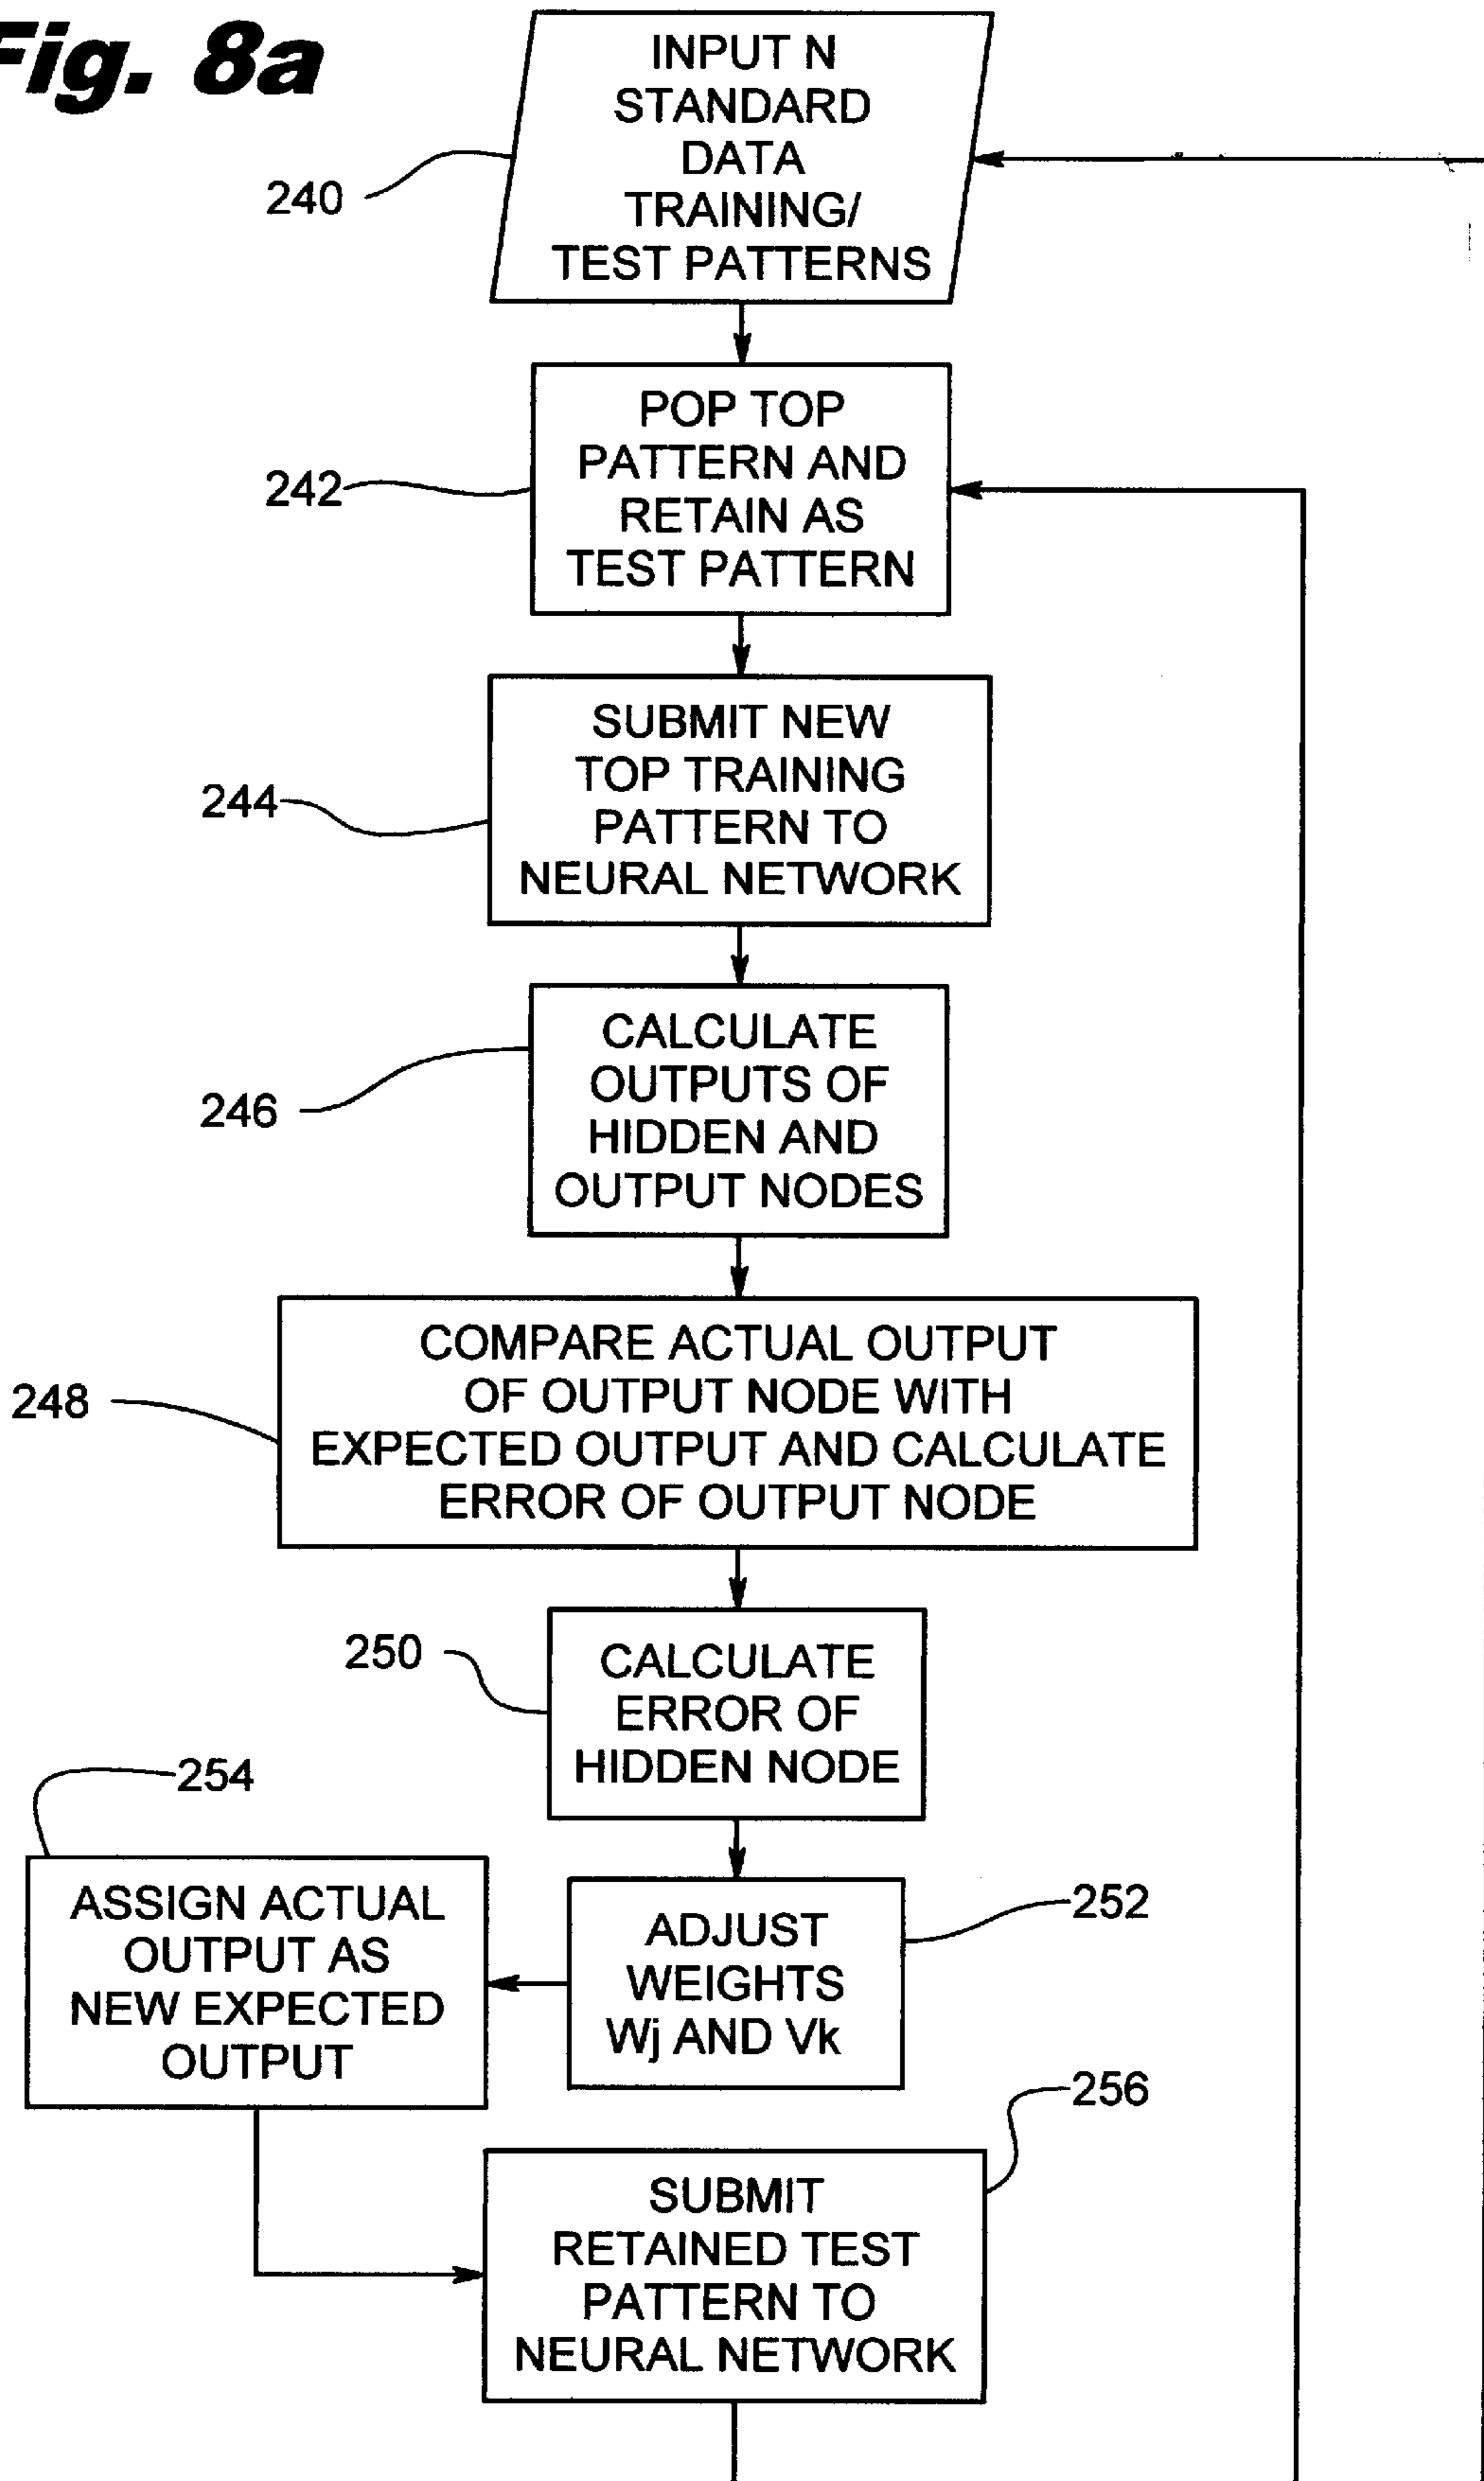 Fig. 8a
INPUT N
STANDARD
DATA
TRAINING/
TEST PATTERNS
240
POP TOP
PATTERN AND
RETAIN AS
TEST PATTERN
242
SUBMIT NEW
TOP TRAINING
PATTERN TO
NEURAL NETWORK
244
CALCULATE
OUTPUTS OF
HIDDEN AND
OUTPUT NODES
246
COMPARE ACTUAL OUTPUT
OF OUTPUT NODE WITH
EXPECTED OUTPUT AND CALCULATE
ERROR OF OUTPUT NODE
248
250
CALCULATE
ERROR OF
HIDDEN NODE
254
ASSIGN ACTUAL
OUTPUT AS
NEW EXPECTED
OUTPUT
ADJUST
WEIGHTS
Wj AND Vk
252
256
SUBMIT
RETAINED TEST
PATTERN TO
NEURAL NETWORK